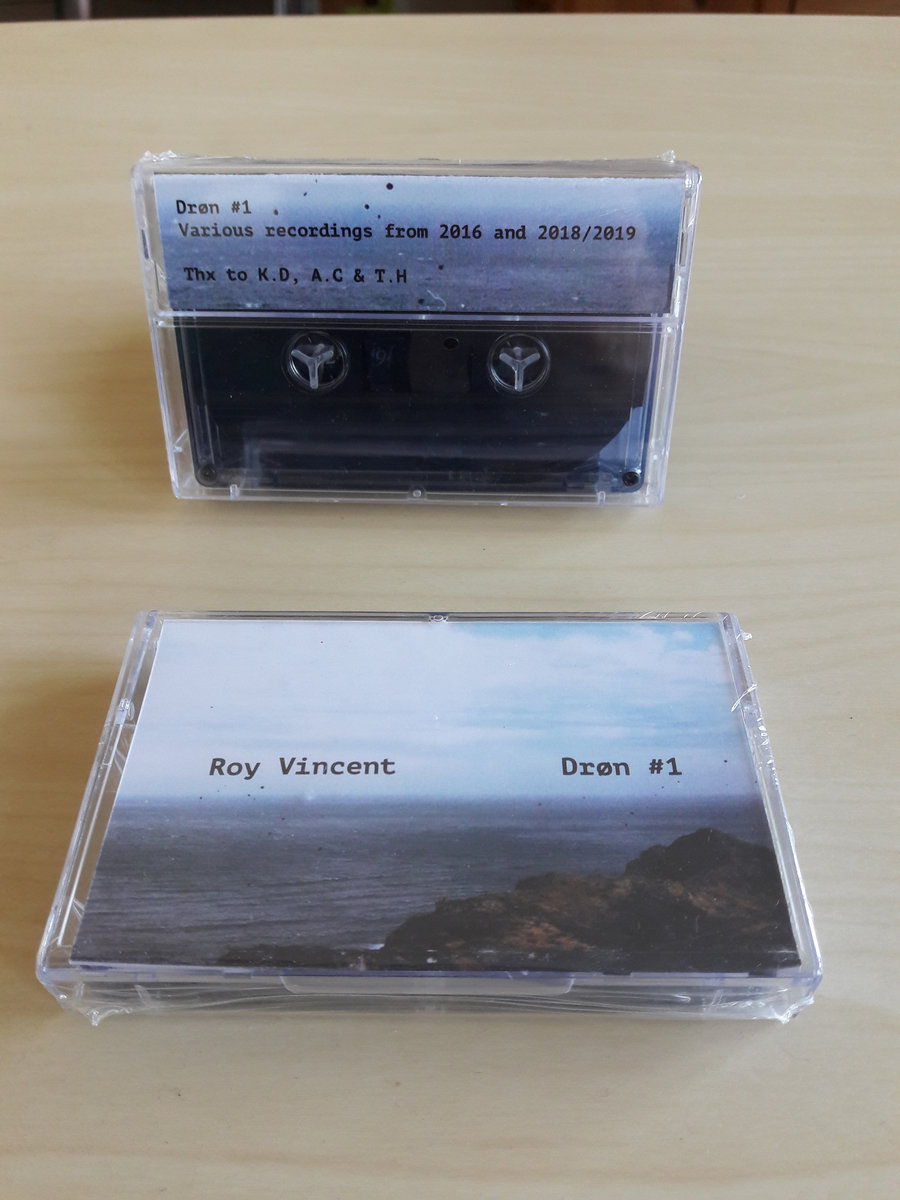 Drøn #1
Various recordings from 2016 and 2018/2019
Thx to K.D, A.C & T.H
Roy Vincent
Drøn #1